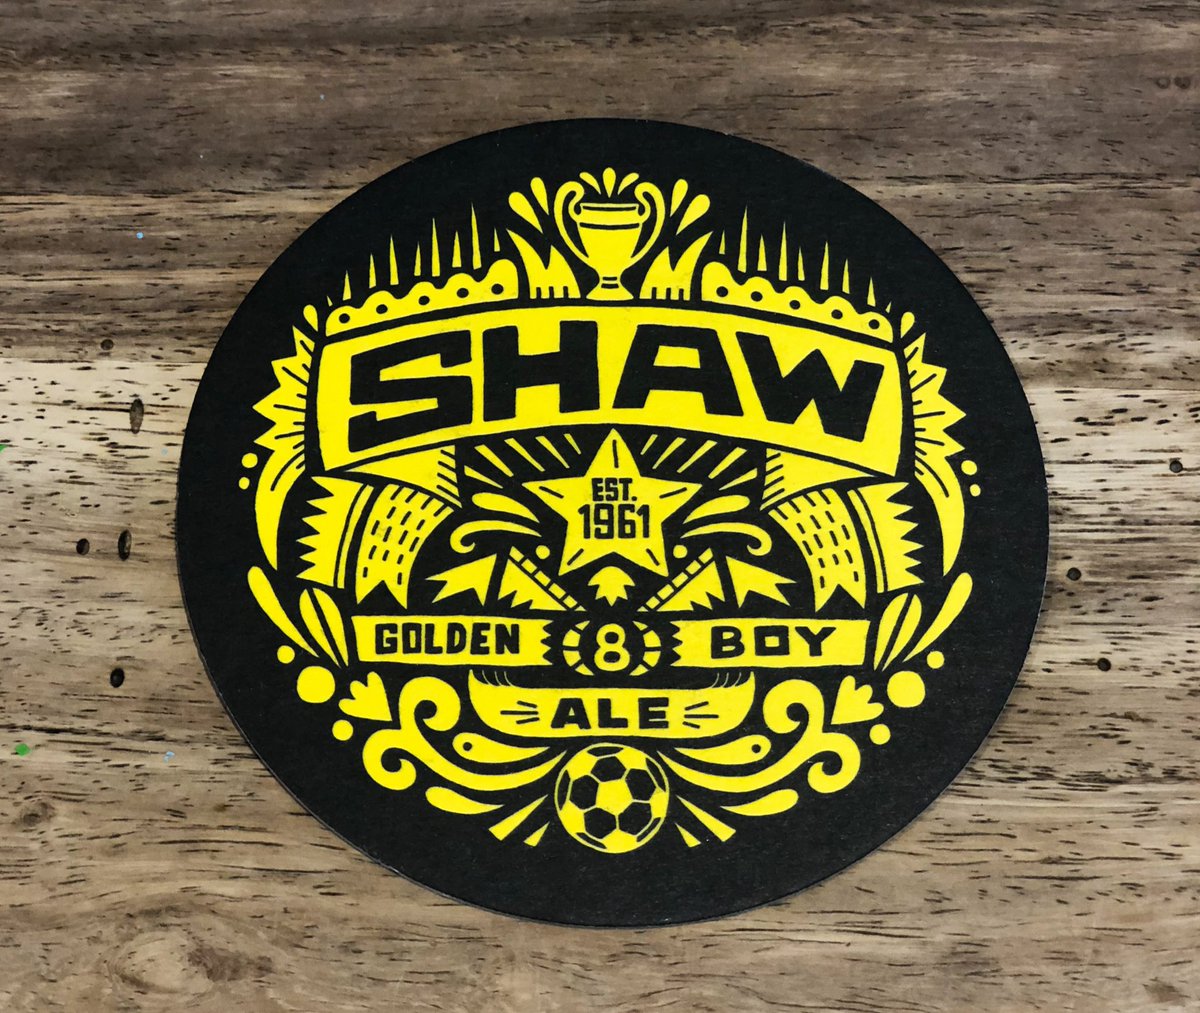 SHAW
EST.
1961
GOLDEN 8 BOY
ALE